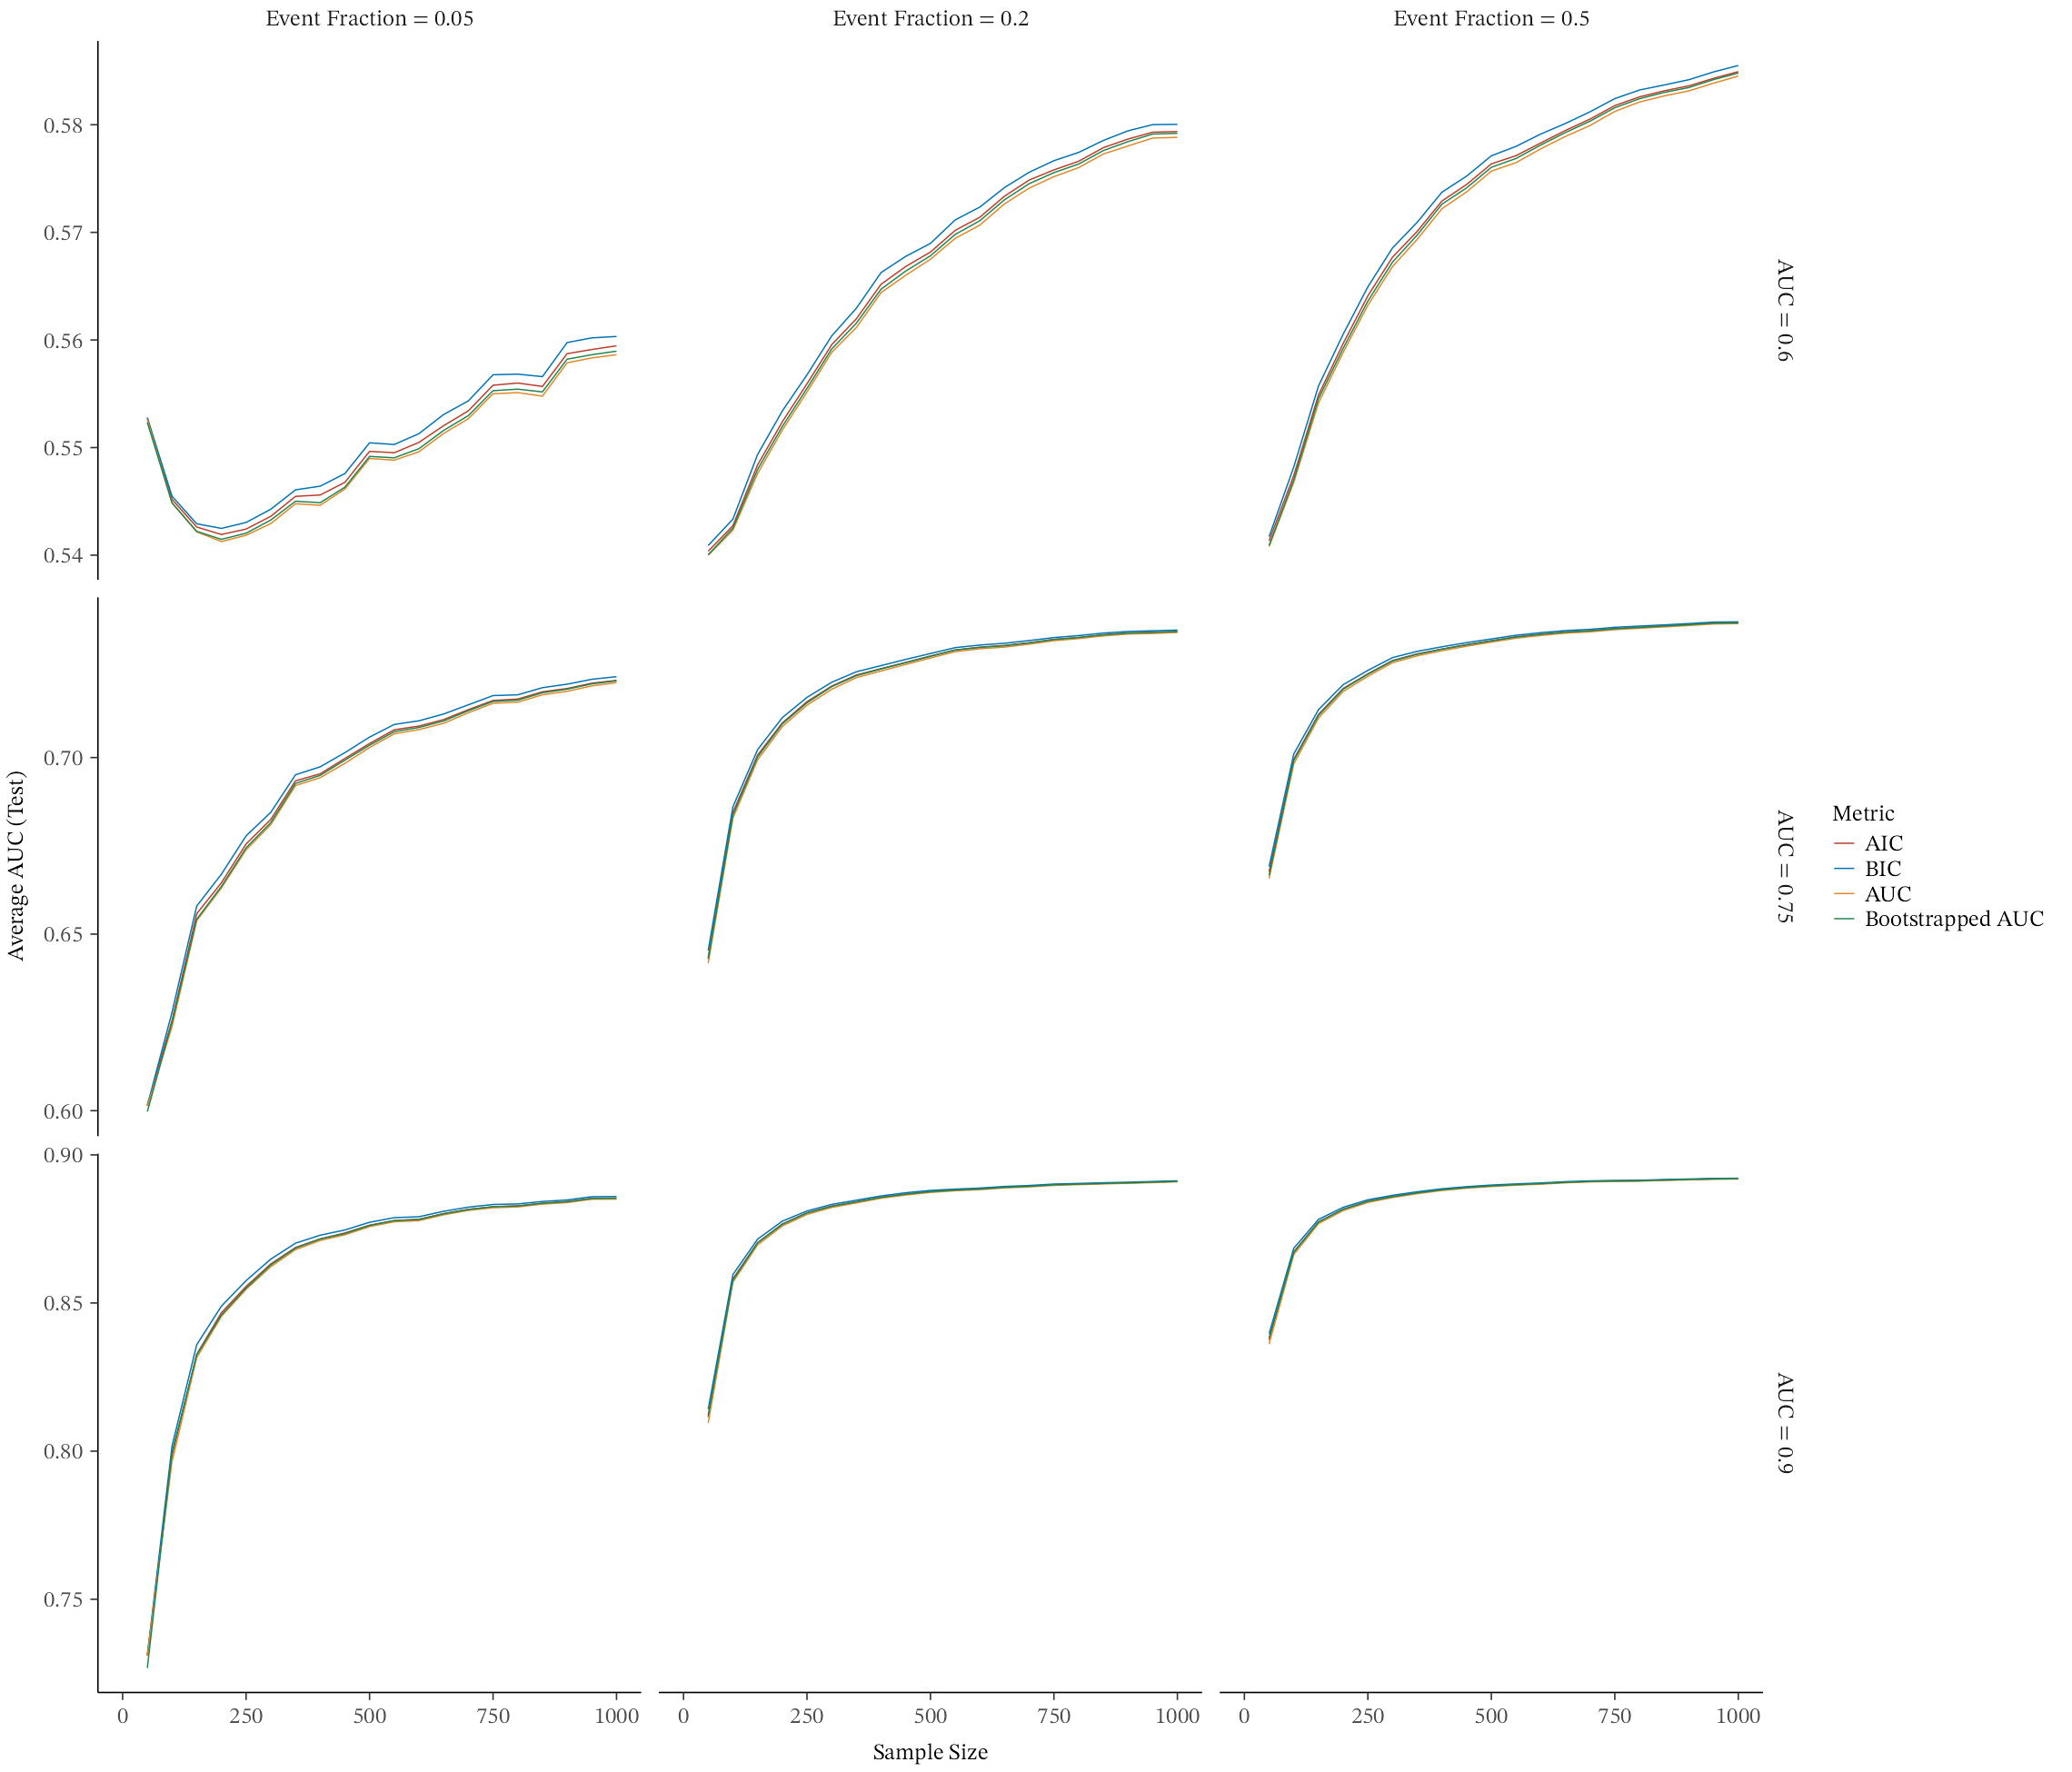 Event Fraction = 0.05
Event Fraction = 0.2
Event Fraction = 0.5
0.58
0.57
0.56
0.55
0.54
AUC = 0.6
0.70
0.65
0.60
AUC = 0.75
0.90
0.85
0.80
0.75
AUC = 0.9
Average AUC (Test)
0 250 500 750 1000
0 250 500 750 1000
0 250 500 750 1000
Sample Size
Metric
AIC
BIC
AUC
Bootstrapped AUC